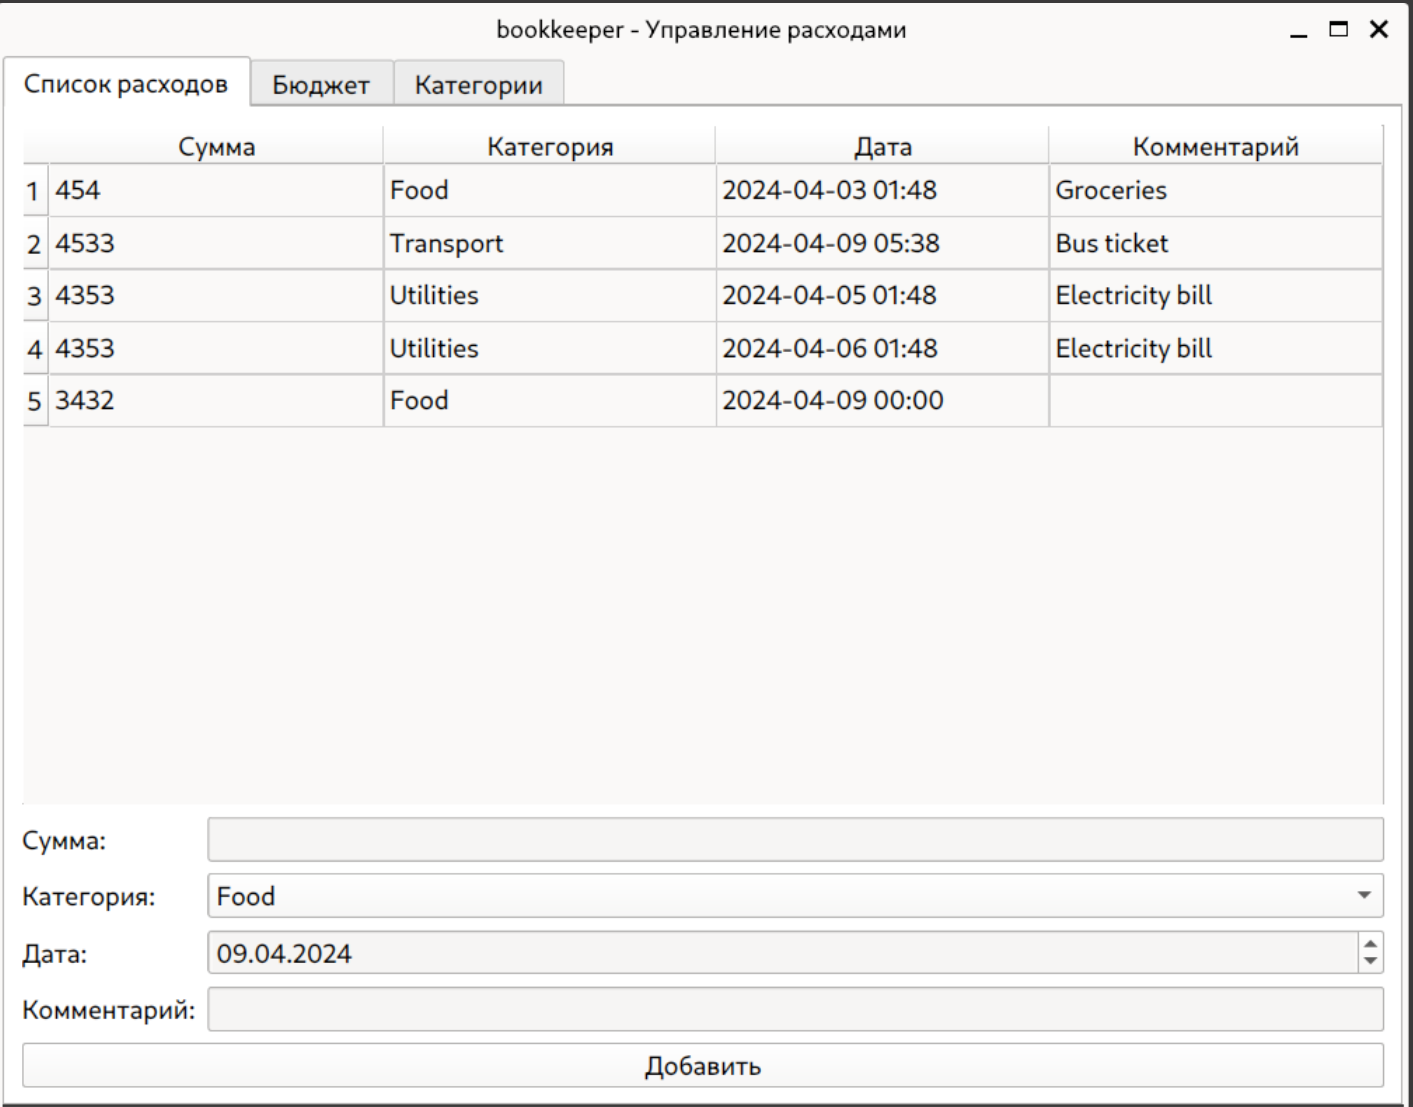 bookkeeper - Управление расходами
Список расходов Бюджет Категории
Сумма Категория Дата Комментарий
1 454 Food 2024-04-03 01:48 Groceries
2 4533 Transport 2024-04-09 05:38 Bus ticket
3 4353 Utilities 2024-04-05 01:48 Electricity bill
4 4353 Utilities 2024-04-06 01:48 Electricity bill
5 3432 Food 2024-04-09 00:00
Сумма:
Категория: Food
Дата: 09.04.2024
Комментарий:
Добавить